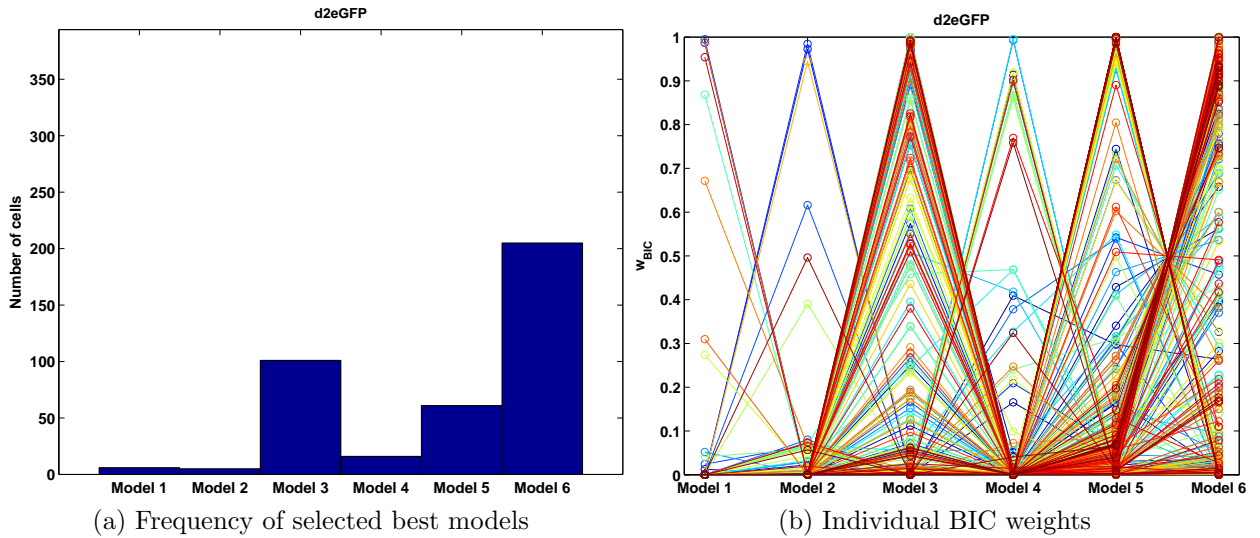 d2eGFP
350
300
250
200
150
100
50
0
Number of cells
Model 1 Model 2 Model 3 Model 4 Model 5 Model 6
(a) Frequency of selected best models
d2eGFP
1
0.9
0.8
0.7
0.6
0.5
0.4
0.3
0.2
0.1
0
w_BIC
Model 1 Model 2 Model 3 Model 4 Model 5 Model 6
(b) Individual BIC weights